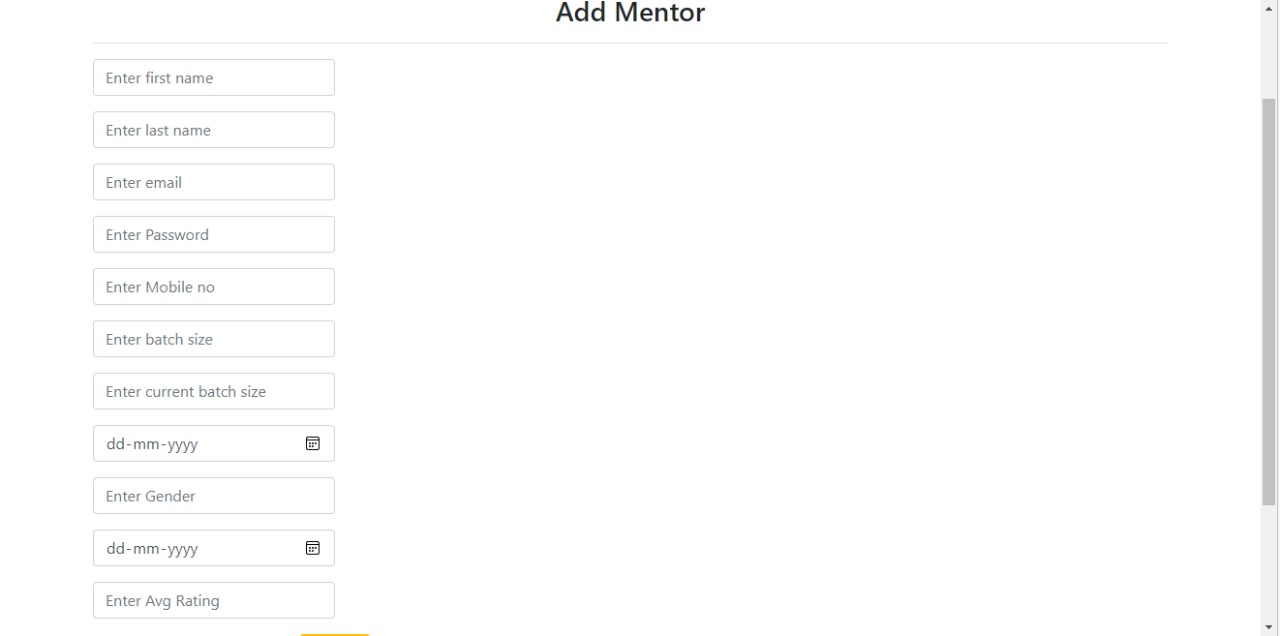 Add Mentor
Enter first name
Enter last name
Enter email
Enter Password
Enter Mobile no
Enter batch size
Enter current batch size
dd-mm-yyyy
Enter Gender
dd-mm-yyyy
Enter Avg Rating